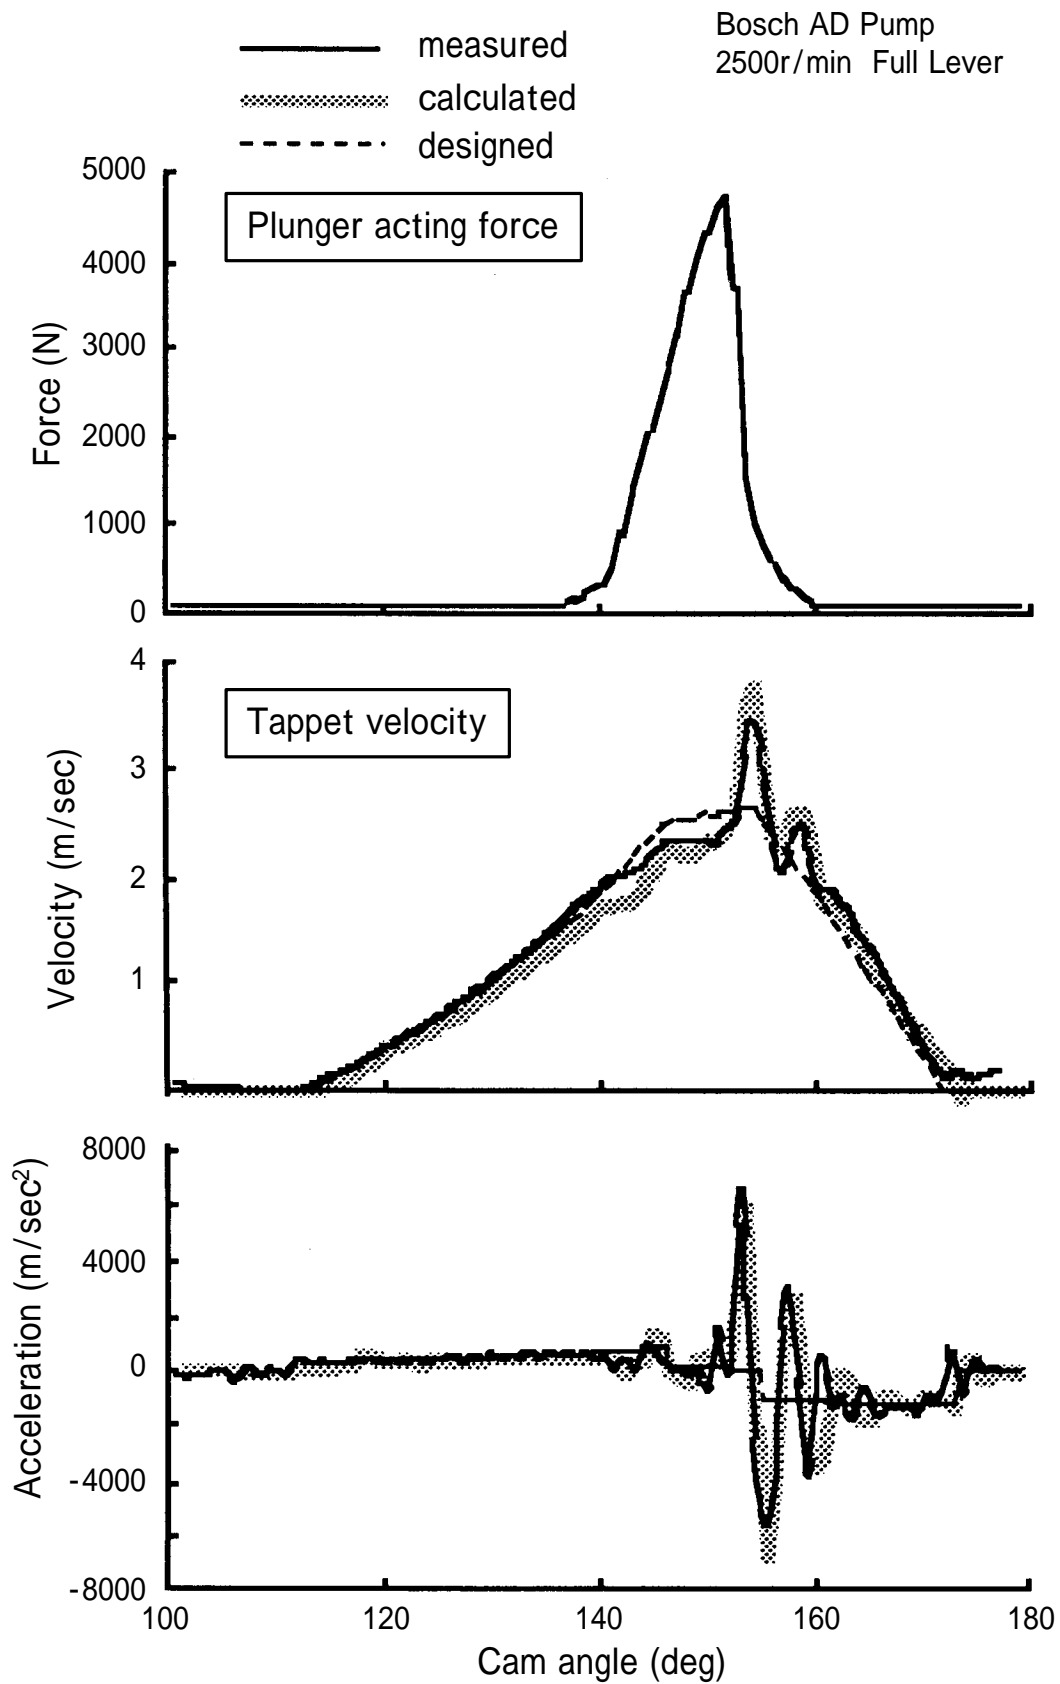 Bosch AD Pump
2500r/min Full Lever
measured
calculated
designed
Plunger acting force
Force (N)
5000
4000
3000
2000
1000
0
Tappet velocity
Velocity (m/sec)
4
3
2
1
Acceleration (m/sec²)
8000
4000
0
-4000
-8000
100 120 140 160 180
Cam angle (deg)